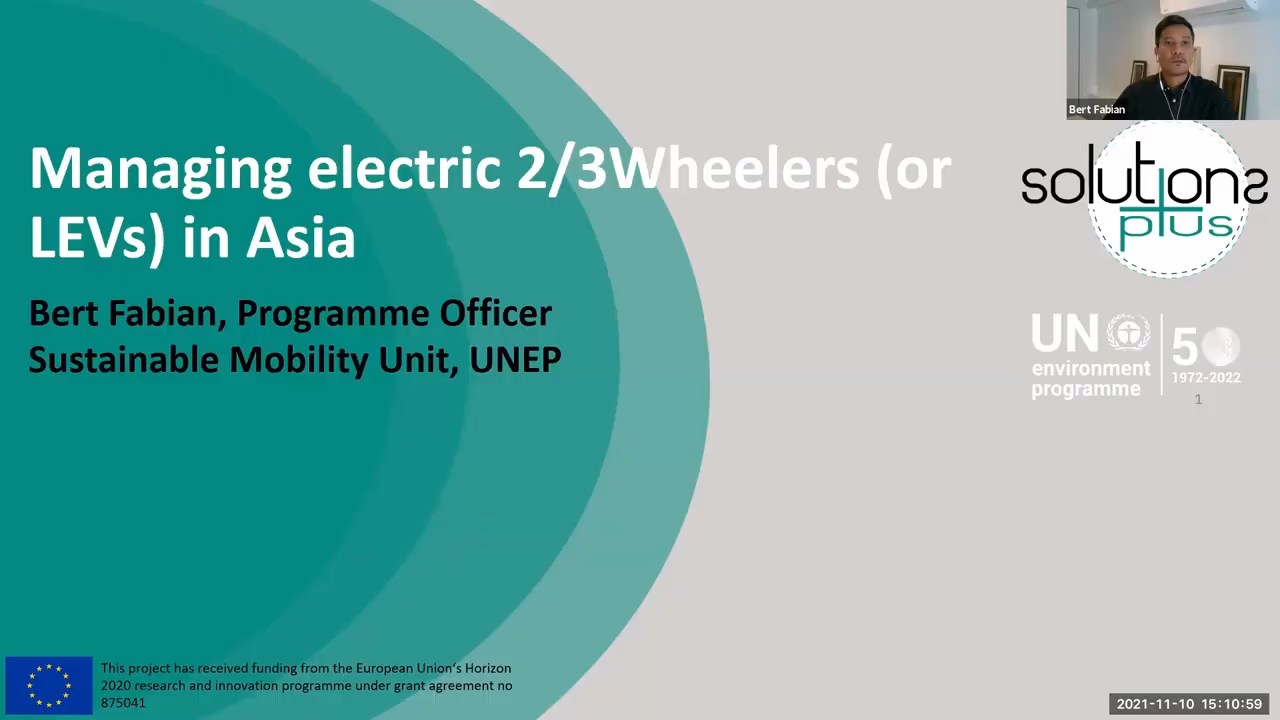 Bert Fabian
Managing electric 2/3Wheelers (or
LEVs) in Asia
Bert Fabian, Programme Officer
Sustainable Mobility Unit, UNEP
solutions
plus
UN
environment
programme
50
1972-2022
1
This project has received funding from the European Union‘s Horizon
2020 research and innovation programme under grant agreement no
875041
2021-11-10 15:10:59